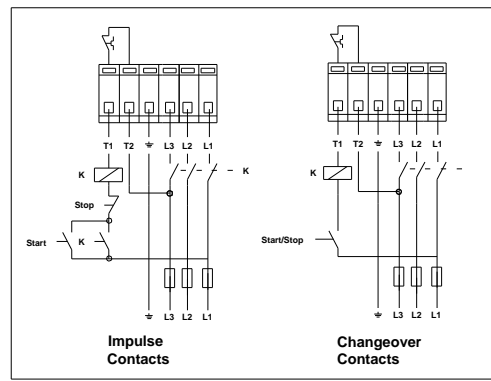 T1 T2 ⏚ L3 L2 L1
K
K
Stop
Start
K
⏚ L3 L2 L1
Impulse
Contacts
T1 T2 ⏚ L3 L2 L1
K
K
Start/Stop
⏚ L3 L2 L1
Changeover
Contacts